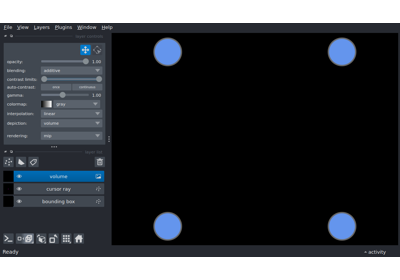 File View Layers Plugins Window Help
opacity: 1.00
blending: additive
contrast limits:
auto-contrast: once continuous
gamma: 1.00
colormap: gray
interpolation: linear
depiction: volume
rendering: mip
volume
cursor ray
bounding box
Ready
activity